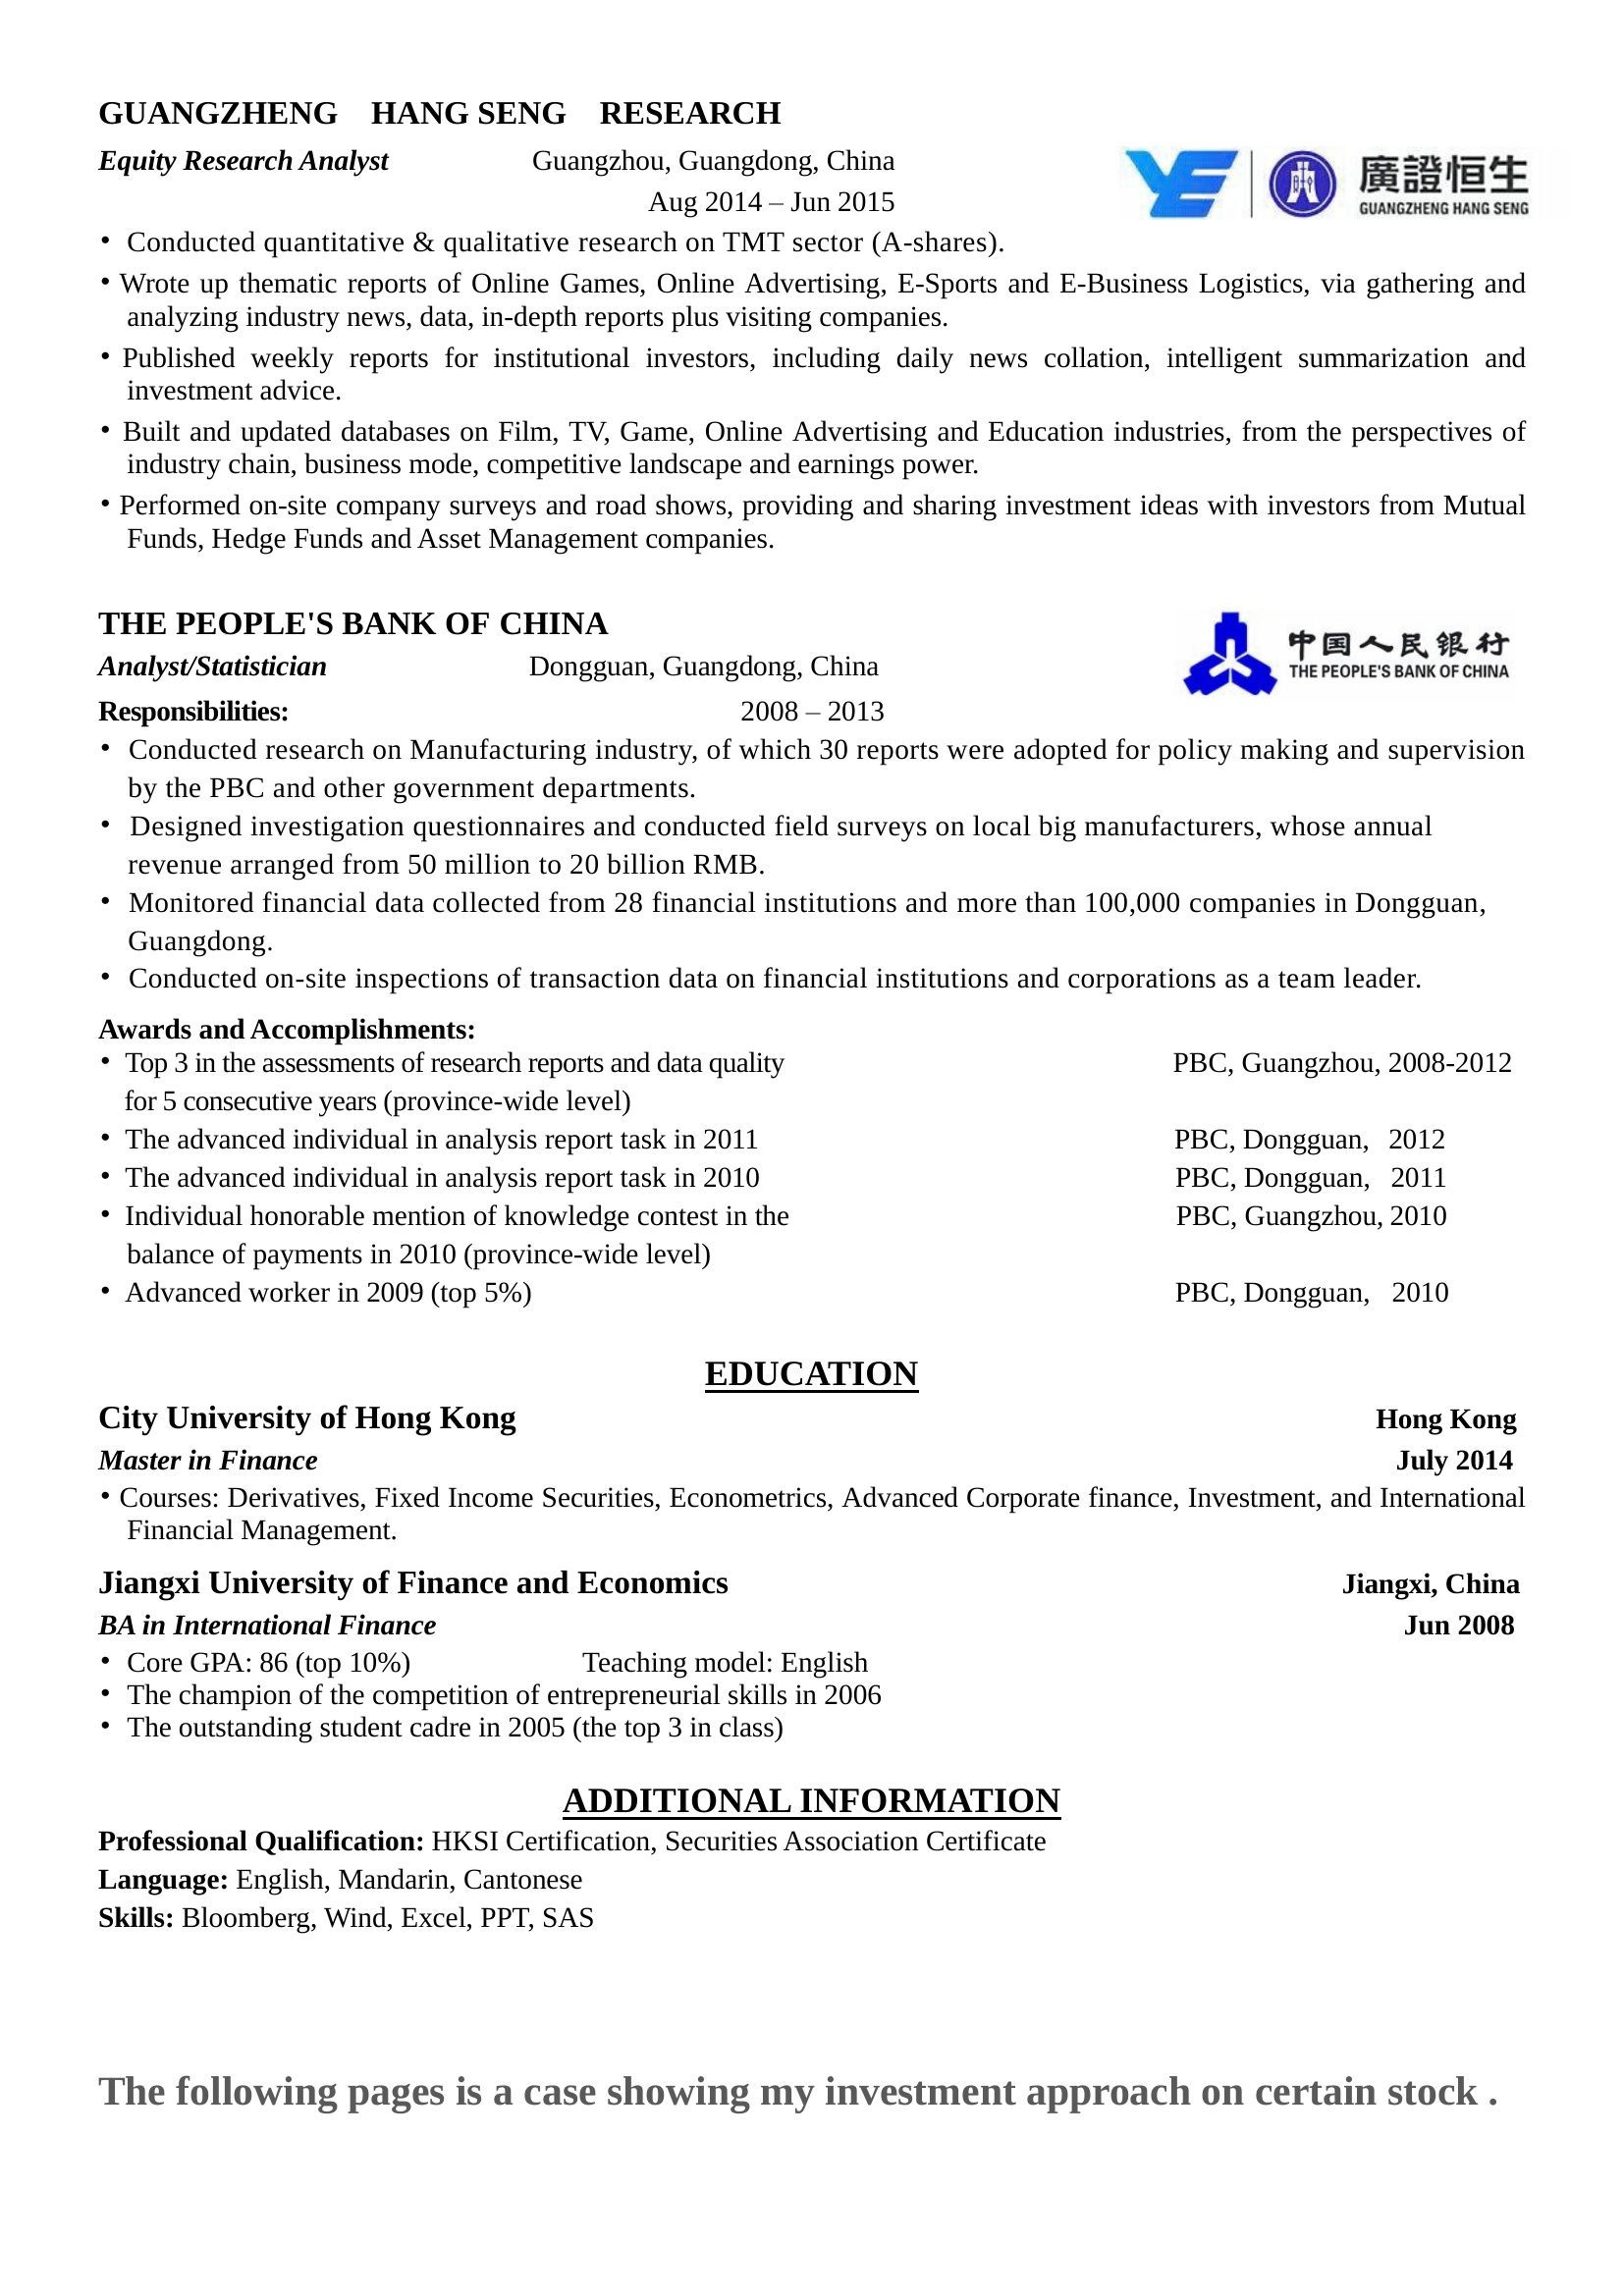 GUANGZHENG HANG SENG RESEARCH
Equity Research Analyst Guangzhou, Guangdong, China
Aug 2014 – Jun 2015
廣證恒生
GUANGZHENG HANG SENG
• Conducted quantitative & qualitative research on TMT sector (A-shares).
• Wrote up thematic reports of Online Games, Online Advertising, E-Sports and E-Business Logistics, via gathering and
analyzing industry news, data, in-depth reports plus visiting companies.
• Published weekly reports for institutional investors, including daily news collation, intelligent summarization and
investment advice.
• Built and updated databases on Film, TV, Game, Online Advertising and Education industries, from the perspectives of
industry chain, business mode, competitive landscape and earnings power.
• Performed on-site company surveys and road shows, providing and sharing investment ideas with investors from Mutual
Funds, Hedge Funds and Asset Management companies.
THE PEOPLE'S BANK OF CHINA
中国人民银行
THE PEOPLE'S BANK OF CHINA
Analyst/Statistician Dongguan, Guangdong, China
Responsibilities: 2008 – 2013
• Conducted research on Manufacturing industry, of which 30 reports were adopted for policy making and supervision
by the PBC and other government departments.
• Designed investigation questionnaires and conducted field surveys on local big manufacturers, whose annual
revenue arranged from 50 million to 20 billion RMB.
• Monitored financial data collected from 28 financial institutions and more than 100,000 companies in Dongguan,
Guangdong.
• Conducted on-site inspections of transaction data on financial institutions and corporations as a team leader.
Awards and Accomplishments:
• Top 3 in the assessments of research reports and data quality PBC, Guangzhou, 2008-2012
for 5 consecutive years (province-wide level)
• The advanced individual in analysis report task in 2011 PBC, Dongguan, 2012
• The advanced individual in analysis report task in 2010 PBC, Dongguan, 2011
• Individual honorable mention of knowledge contest in the PBC, Guangzhou, 2010
balance of payments in 2010 (province-wide level)
• Advanced worker in 2009 (top 5%) PBC, Dongguan, 2010
EDUCATION
City University of Hong Kong Hong Kong
Master in Finance July 2014
• Courses: Derivatives, Fixed Income Securities, Econometrics, Advanced Corporate finance, Investment, and International
Financial Management.
Jiangxi University of Finance and Economics Jiangxi, China
BA in International Finance Jun 2008
• Core GPA: 86 (top 10%) Teaching model: English
• The champion of the competition of entrepreneurial skills in 2006
• The outstanding student cadre in 2005 (the top 3 in class)
ADDITIONAL INFORMATION
Professional Qualification: HKSI Certification, Securities Association Certificate
Language: English, Mandarin, Cantonese
Skills: Bloomberg, Wind, Excel, PPT, SAS
The following pages is a case showing my investment approach on certain stock .